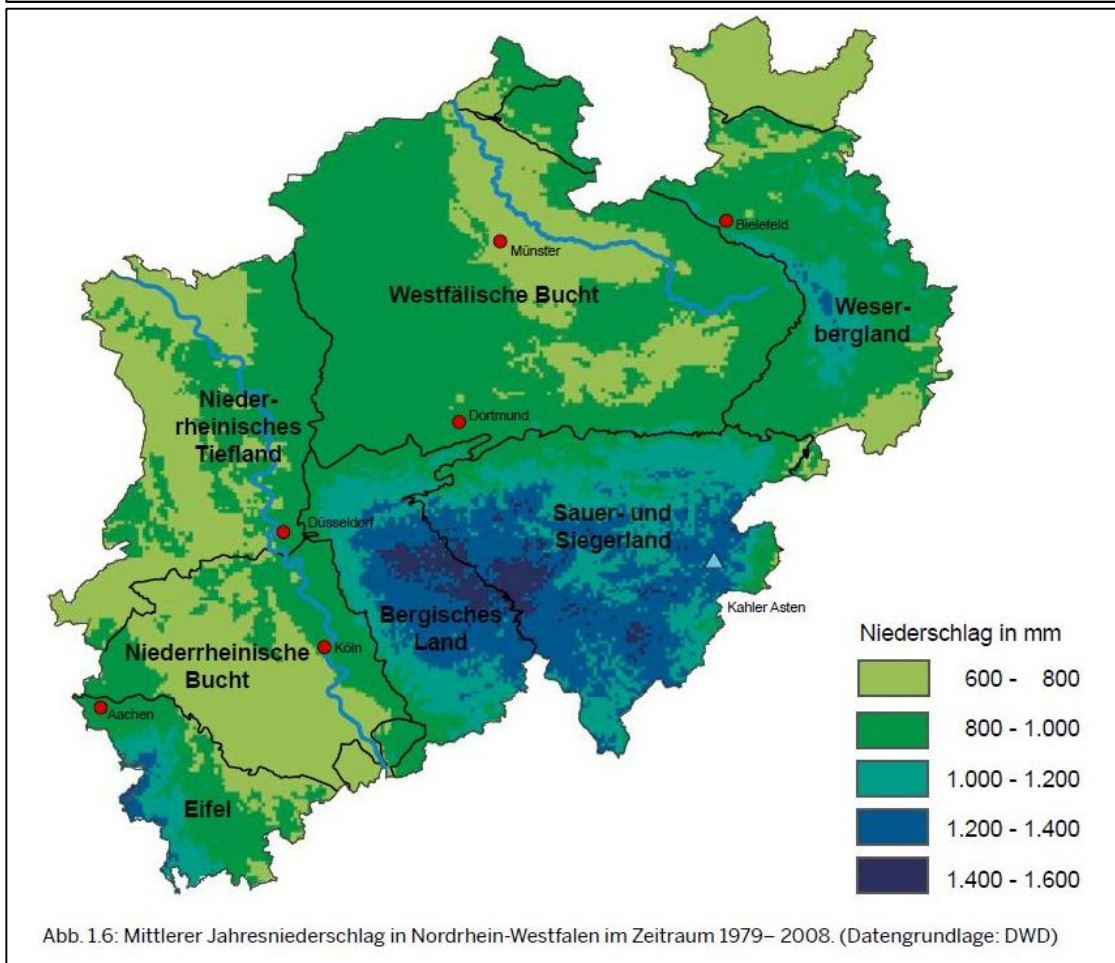 Bielefeld
Münster
Westfälische Bucht
Weser-
bergland
Nieder-
rheinisches
Tiefland
Dortmund
Düsseldorf
Sauer- und
Siegerland
Kahler Asten
Bergisches
Land
Niederrheinische
Bucht
Köln
Aachen
Eifel
Niederschlag in mm
600 - 800
800 - 1.000
1.000 - 1.200
1.200 - 1.400
1.400 - 1.600
Abb. 1.6: Mittlerer Jahresniederschlag in Nordrhein-Westfalen im Zeitraum 1979– 2008. (Datengrundlage: DWD)